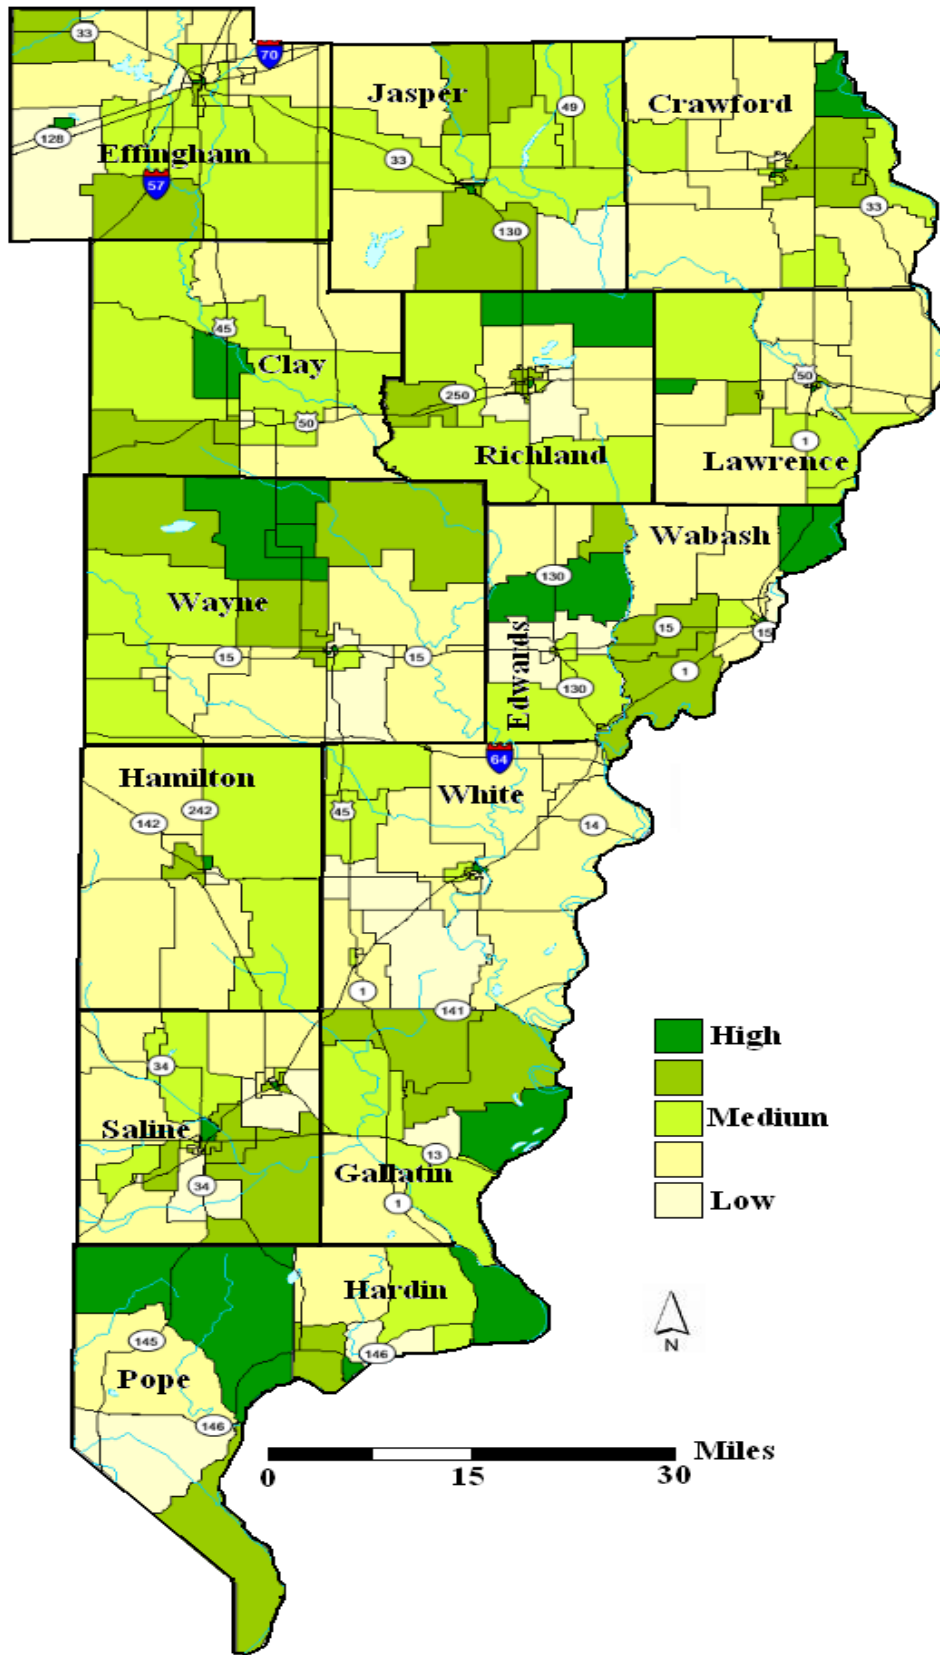 33
70
Jasper
49
Crawford
128
Effingham
33
57
33
130
45
Clay
50
250
50
Richland
1
Lawrence
Wabash
130
Wayne
15
15
15
15
Edwards
1
130
64
Hamilton
White
242
142
45
14
1
141
High
34
Medium
Saline
13
Gallatin
34
1
Low
Hardin
N
145
146
Pope
146
Miles
0
15
30